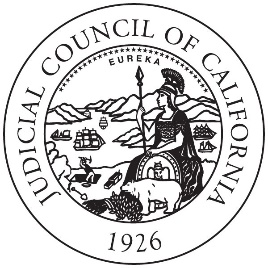 JUDICIAL COUNCIL OF CALIFORNIA
EUREKA
1926